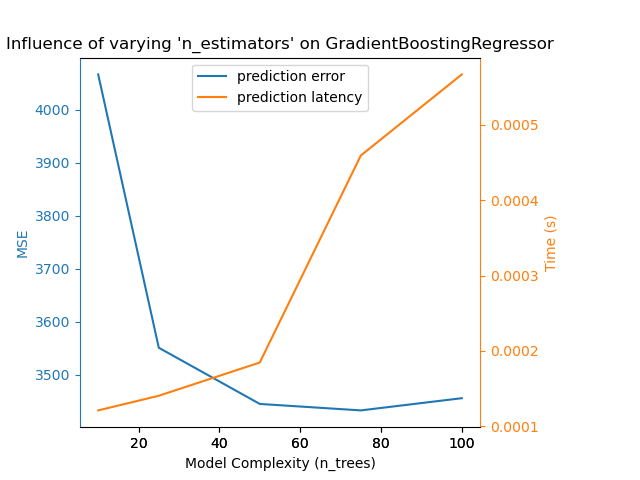 Influence of varying 'n_estimators' on GradientBoostingRegressor
prediction error
prediction latency
4000
3900
3800
3700
3600
3500
MSE
0.0005
0.0004
0.0003
0.0002
0.0001
Time (s)
20 40 60 80 100
Model Complexity (n_trees)